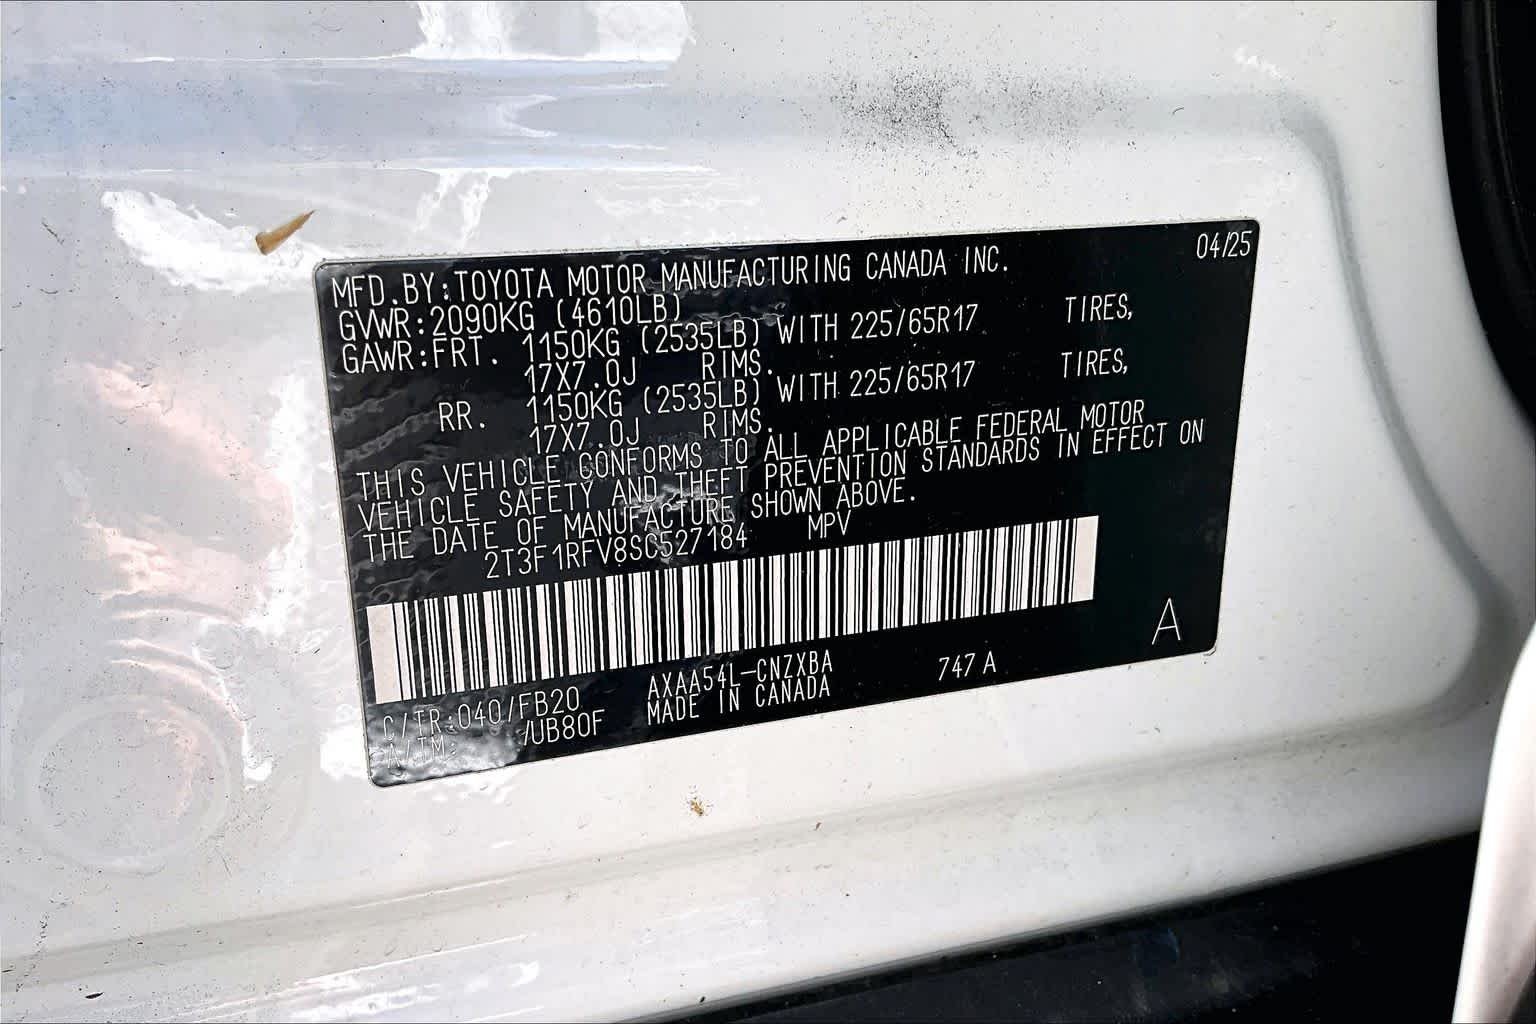 04/25
MFD.BY:TOYOTA MOTOR MANUFACTURING CANADA INC.
GVWR:2090KG (4610LB)
GAWR:FRT. 1150KG (2535LB) WITH 225/65R17 TIRES,
17X7.0J RIMS.
RR. 1150KG (2535LB) WITH 225/65R17 TIRES,
17X7.0J RIMS.
THIS VEHICLE CONFORMS TO ALL APPLICABLE FEDERAL MOTOR
VEHICLE SAFETY AND THEFT PREVENTION STANDARDS IN EFFECT ON
THE DATE OF MANUFACTURE SHOWN ABOVE.
2T3F1RFV8SC527184 MPV
A
C/TR:040/FB20 AXAA54L-CNZXBA 747 A
A/TM: /UB80F MADE IN CANADA